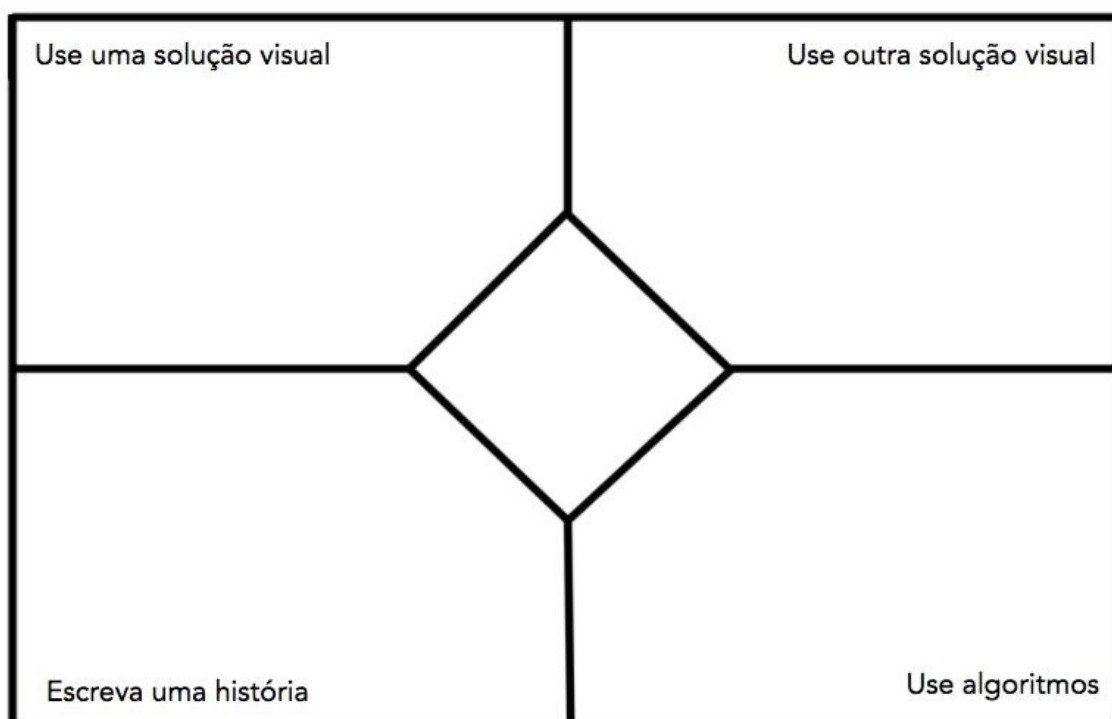 Use uma solução visual
Use outra solução visual
Escreva uma história
Use algoritmos